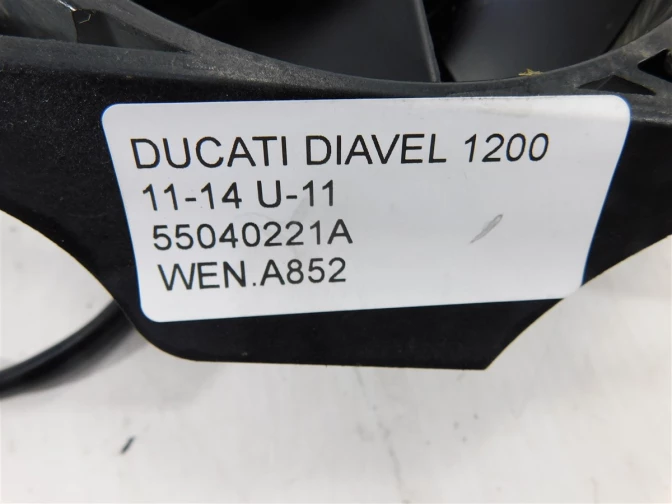 DUCATI DIAVEL 1200
11-14 U-11
55040221A
WEN.A852